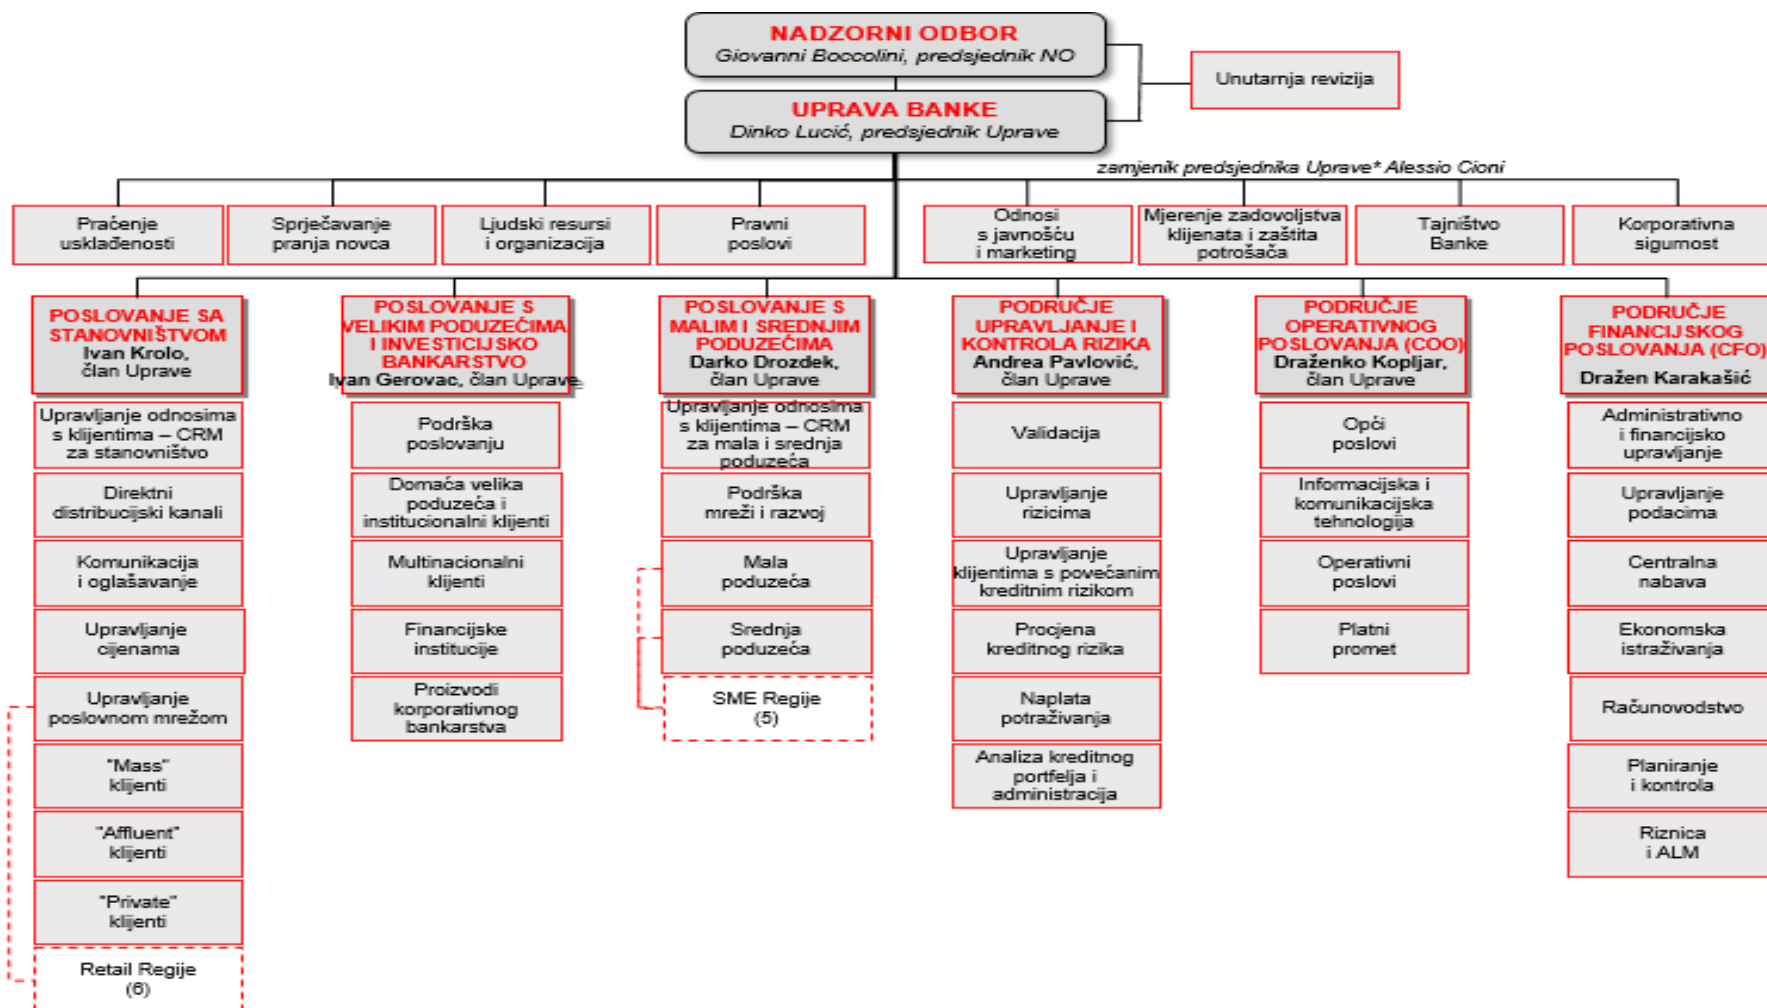 NADZORNI ODBOR
Giovanni Boccolini, predsjednik NO
Unutarnja revizija
UPRAVA BANKE
Dinko Lucić, predsjednik Uprave
zamjenik predsjednika Uprave* Alessio Cioni
Praćenje
usklađenosti
Sprječavanje
pranja novca
Ljudski resursi
i organizacija
Pravni
poslovi
Odnosi
s javnošću
i marketing
Mjerenje zadovoljstva
klijenata i zaštita
potrošača
Tajništvo
Banke
Korporativna
sigurnost
POSLOVANJE SA
STANOVNIŠTVOM
Ivan Krolo,
član Uprave
Upravljanje odnosima
s klijentima – CRM
za stanovništvo
Direktni
distribucijski kanali
Komunikacija
i oglašavanje
Upravljanje
cijenama
Upravljanje
poslovnom mrežom
"Mass"
klijenti
"Affluent"
klijenti
"Private"
klijenti
Retail Regije
(6)
POSLOVANJE S
VELIKIM PODUZEĆIMA
I INVESTICIJSKO
BANKARSTVO
Ivan Gerovac, član Uprave
Podrška
poslovanju
Domaća velika
poduzeća i
institucionalni klijenti
Multinacionalni
klijenti
Financijske
institucije
Proizvodi
korporativnog
bankarstva
POSLOVANJE S
MALIM I SREDNJIM
PODUZEĆIMA
Darko Drozdek,
član Uprave
Upravljanje odnosima
s klijentima – CRM
za mala i srednja
poduzeća
Podrška
mreži i razvoj
Mala
poduzeća
Srednja
poduzeća
SME Regije
(5)
PODRUČJE
UPRAVLJANJE I
KONTROLA RIZIKA
Andrea Pavlović,
član Uprave
Validacija
Upravljanje
rizicima
Upravljanje
klijentima s povećanim
kreditnim rizikom
Procjena
kreditnog rizika
Naplata
potraživanja
Analiza kreditnog
portfelja i
administracija
PODRUČJE
OPERATIVNOG
POSLOVANJA (COO)
Draženko Kopljar,
član Uprave
Opći
poslovi
Informacijska i
komunikacijska
tehnologija
Operativni
poslovi
Platni
promet
PODRUČJE
FINANCIJSKOG
POSLOVANJA (CFO)
Dražen Karakašić
Administrativno
i financijsko
upravljanje
Upravljanje
podacima
Centralna
nabava
Ekonomska
istraživanja
Računovodstvo
Planiranje
i kontrola
Riznica
i ALM